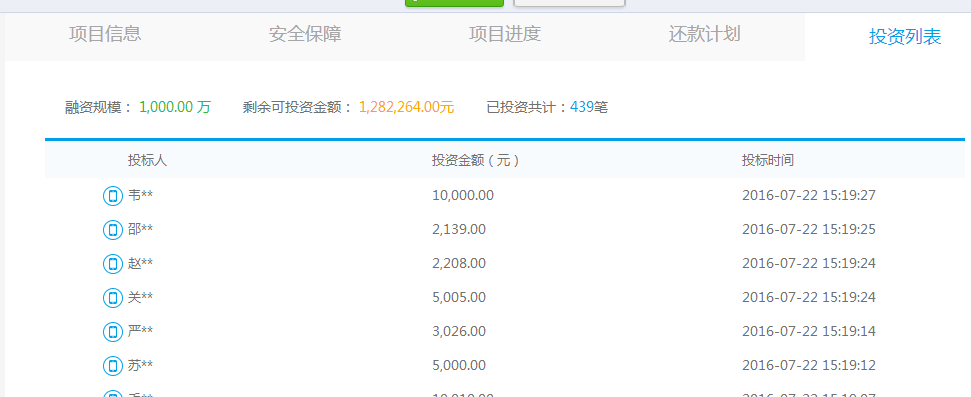 项目信息 安全保障 项目进度 还款计划 投资列表
融资规模： 1,000.00 万 剩余可投资金额： 1,282,264.00元 已投资共计：439笔
投标人 投资金额（元） 投标时间
韦** 10,000.00 2016-07-22 15:19:27
邵** 2,139.00 2016-07-22 15:19:25
赵** 2,208.00 2016-07-22 15:19:24
关** 5,005.00 2016-07-22 15:19:24
严** 3,026.00 2016-07-22 15:19:14
苏** 5,000.00 2016-07-22 15:19:12